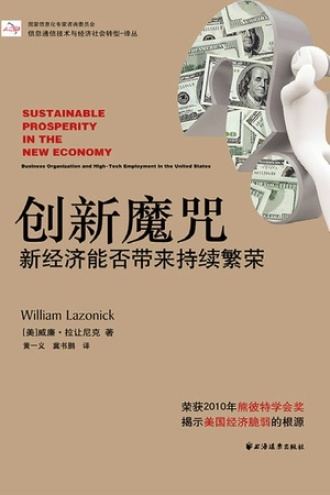 国家信息化专家咨询委员会
信息通信技术与经济社会转型-译丛
SUSTAINABLE
PROSPERITY
IN THE
NEW ECONOMY
Business Organization and High-Tech Employment in the United States
创新魔咒
新经济能否带来持续繁荣
William Lazonick
[美]威廉·拉让尼克 著
黄一义 冀书鹏 译
荣获2010年熊彼特学会奖
揭示美国经济脆弱的根源
上海远东出版社